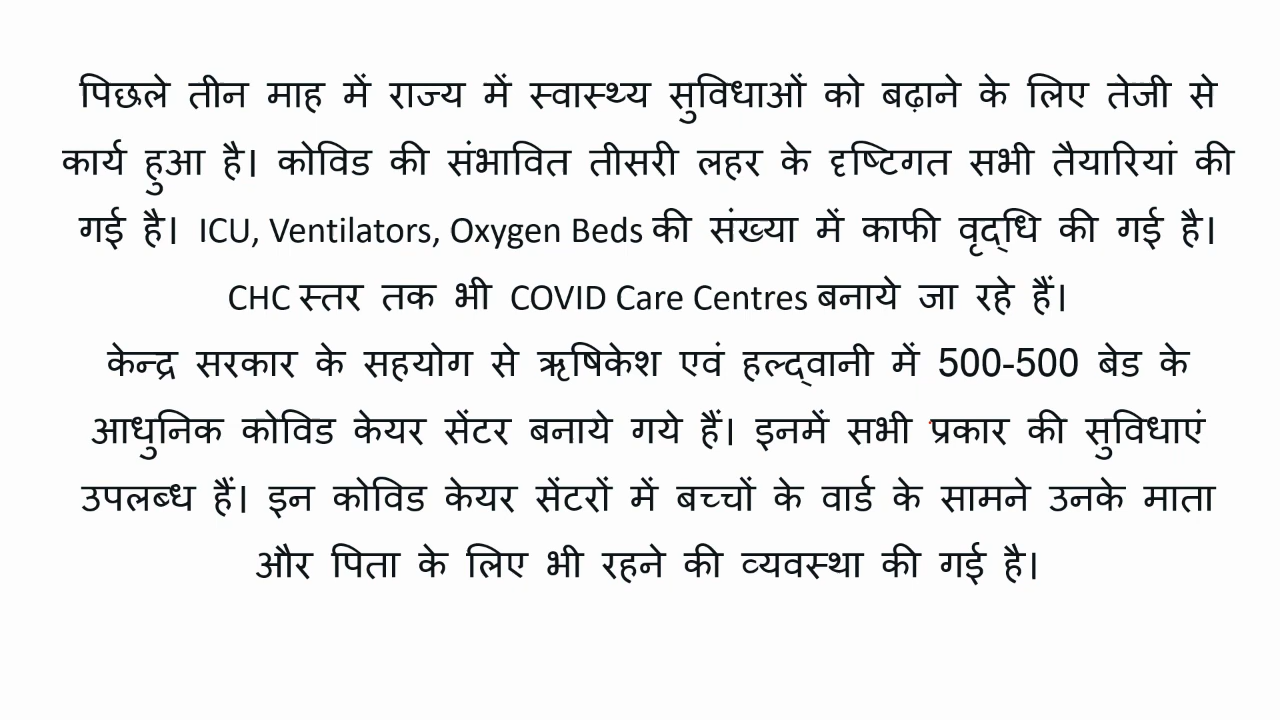 पिछले तीन माह में राज्य में स्वास्थ्य सुविधाओं को बढ़ाने के लिए तेजी से
कार्य हुआ है। कोविड की संभावित तीसरी लहर के दृष्टिगत सभी तैयारियां की
गई है। ICU, Ventilators, Oxygen Beds की संख्या में काफी वृद्धि की गई है।
CHC स्तर तक भी COVID Care Centres बनाये जा रहे हैं।
केन्द्र सरकार के सहयोग से ऋषिकेश एवं हल्द्वानी में 500-500 बेड के
आधुनिक कोविड केयर सेंटर बनाये गये हैं। इनमें सभी प्रकार की सुविधाएं
उपलब्ध हैं। इन कोविड केयर सेंटरों में बच्चों के वार्ड के सामने उनके माता
और पिता के लिए भी रहने की व्यवस्था की गई है।